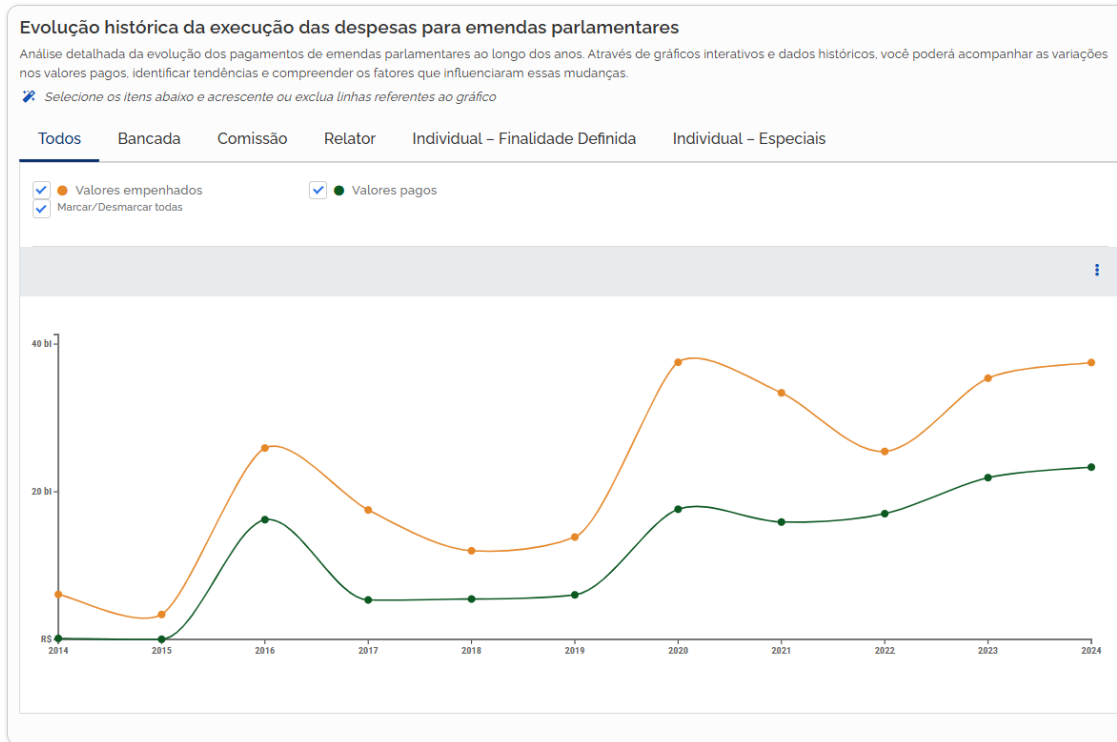 Evolução histórica da execução das despesas para emendas parlamentares
Análise detalhada da evolução dos pagamentos de emendas parlamentares ao longo dos anos. Através de gráficos interativos e dados históricos, você poderá acompanhar as variações
nos valores pagos, identificar tendências e compreender os fatores que influenciaram essas mudanças.
Selecione os itens abaixo e acrescente ou exclua linhas referentes ao gráfico
Todos Bancada Comissão Relator Individual – Finalidade Definida Individual – Especiais
Valores empenhados Valores pagos
Marcar/Desmarcar todas
40 bi
20 bi
R$
2014 2015 2016 2017 2018 2019 2020 2021 2022 2023 2024